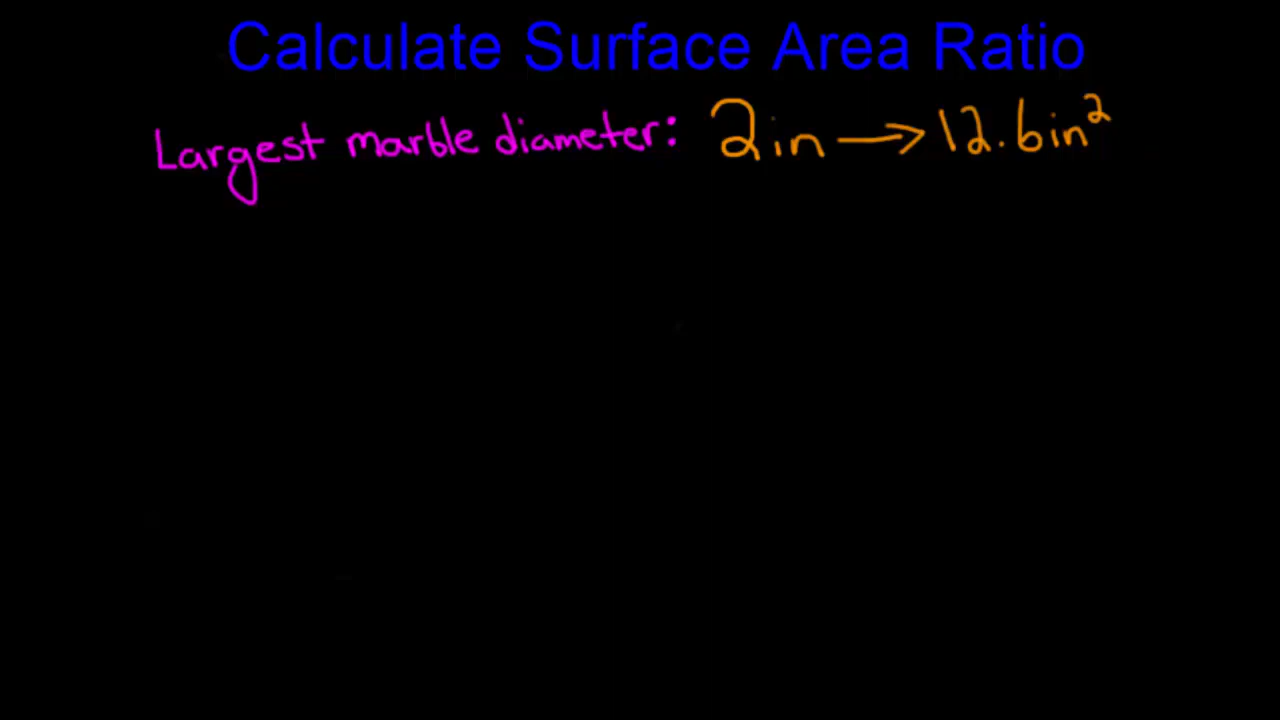 Calculate Surface Area Ratio
Largest marble diameter: 2in → 12.6in²